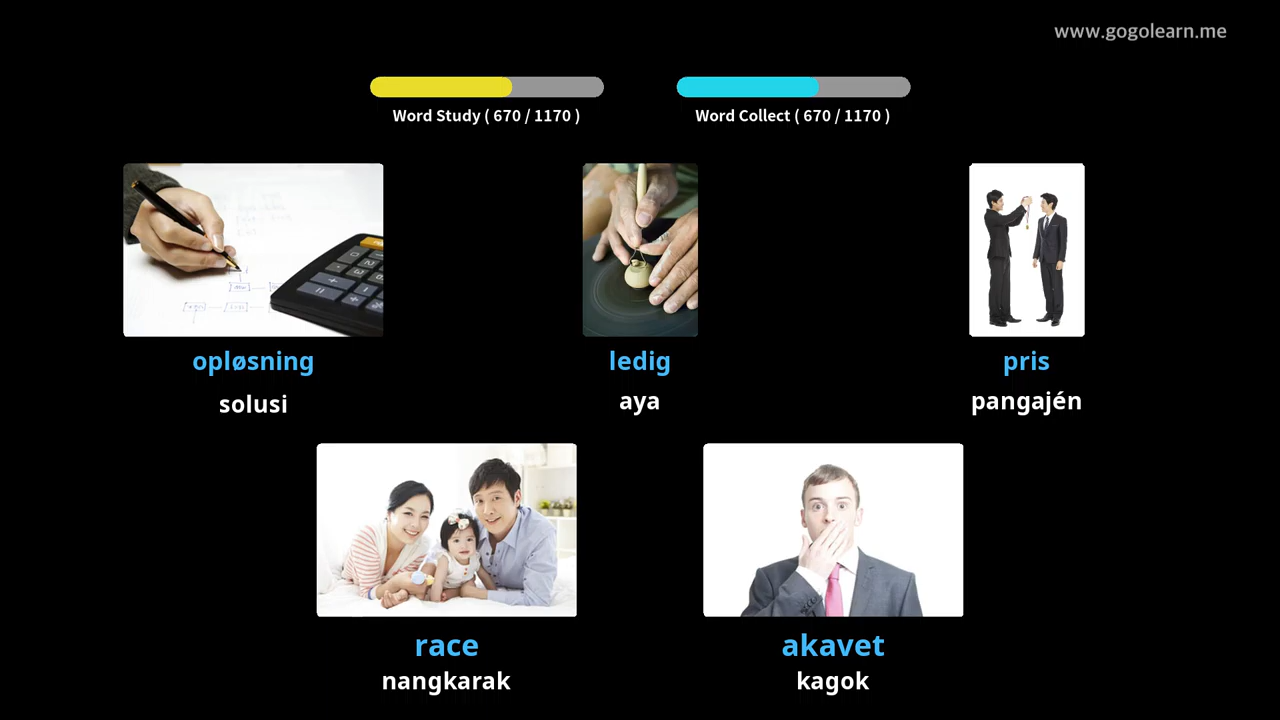 www.gogolearn.me
Word Study ( 670 / 1170 )
Word Collect ( 670 / 1170 )
opløsning
ledig
pris
solusi
aya
pangajén
race
akavet
nangkarak
kagok